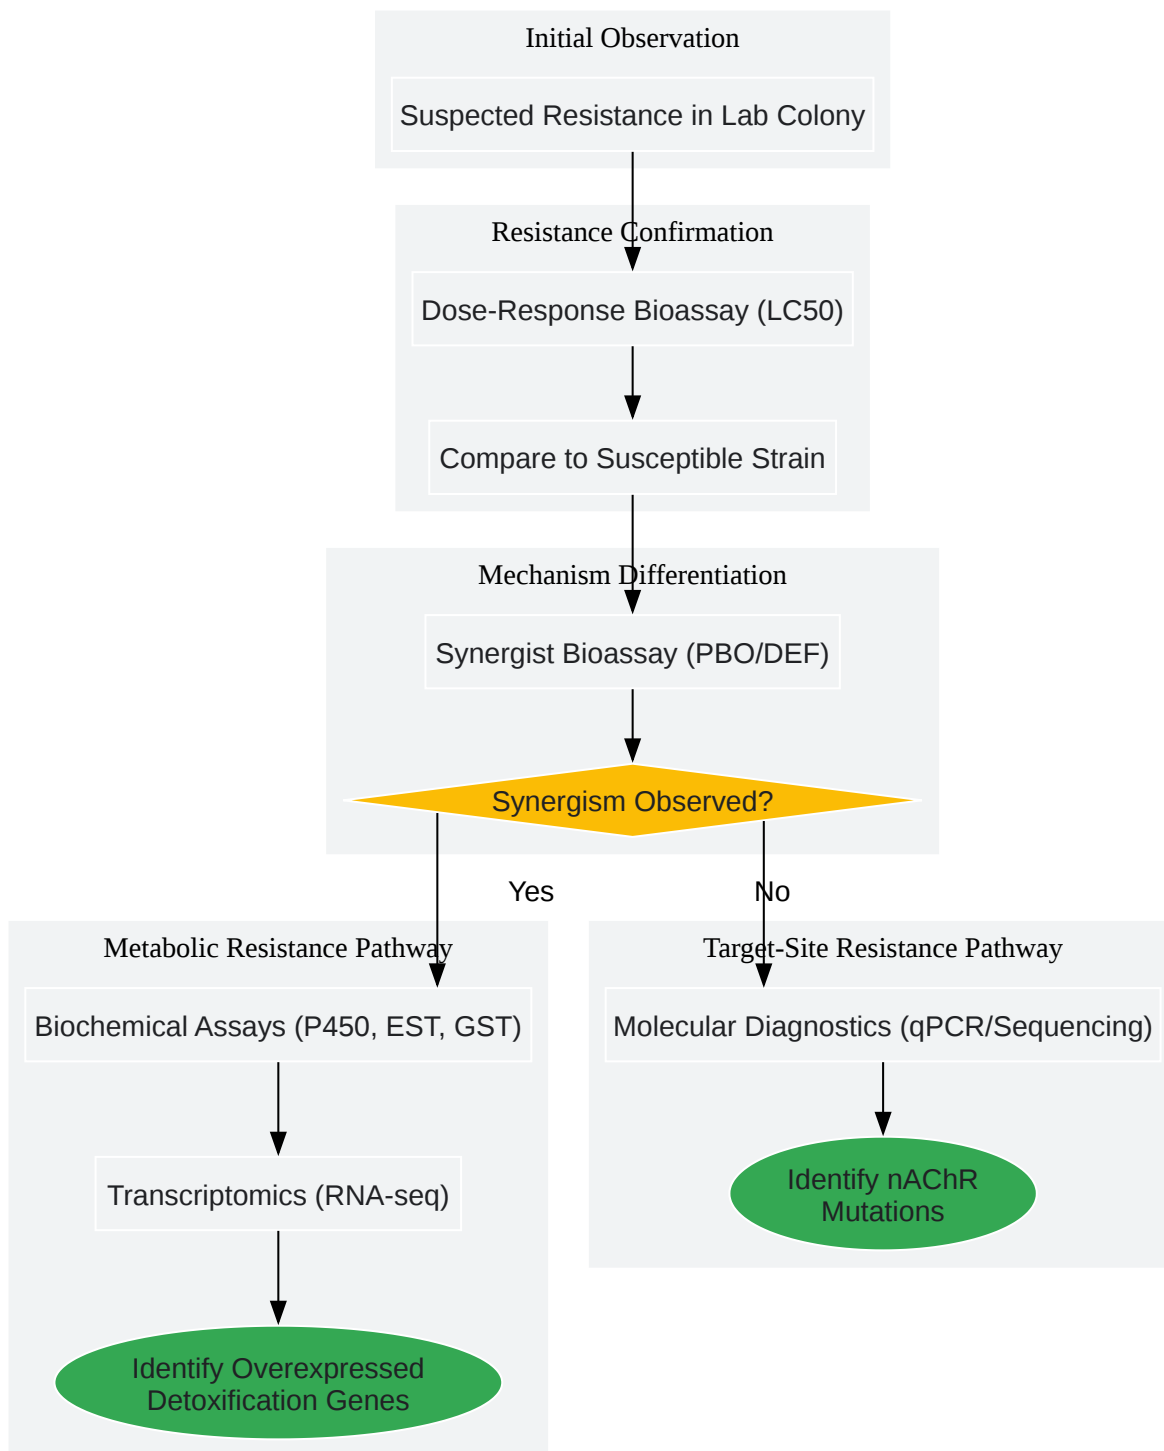 Initial Observation
Suspected Resistance in Lab Colony
Resistance Confirmation
Dose-Response Bioassay (LC50)
Compare to Susceptible Strain
Mechanism Differentiation
Synergist Bioassay (PBO/DEF)
Synergism Observed?
Yes
No
Metabolic Resistance Pathway
Biochemical Assays (P450, EST, GST)
Transcriptomics (RNA-seq)
Identify Overexpressed
Detoxification Genes
Target-Site Resistance Pathway
Molecular Diagnostics (qPCR/Sequencing)
Identify nAChR
Mutations